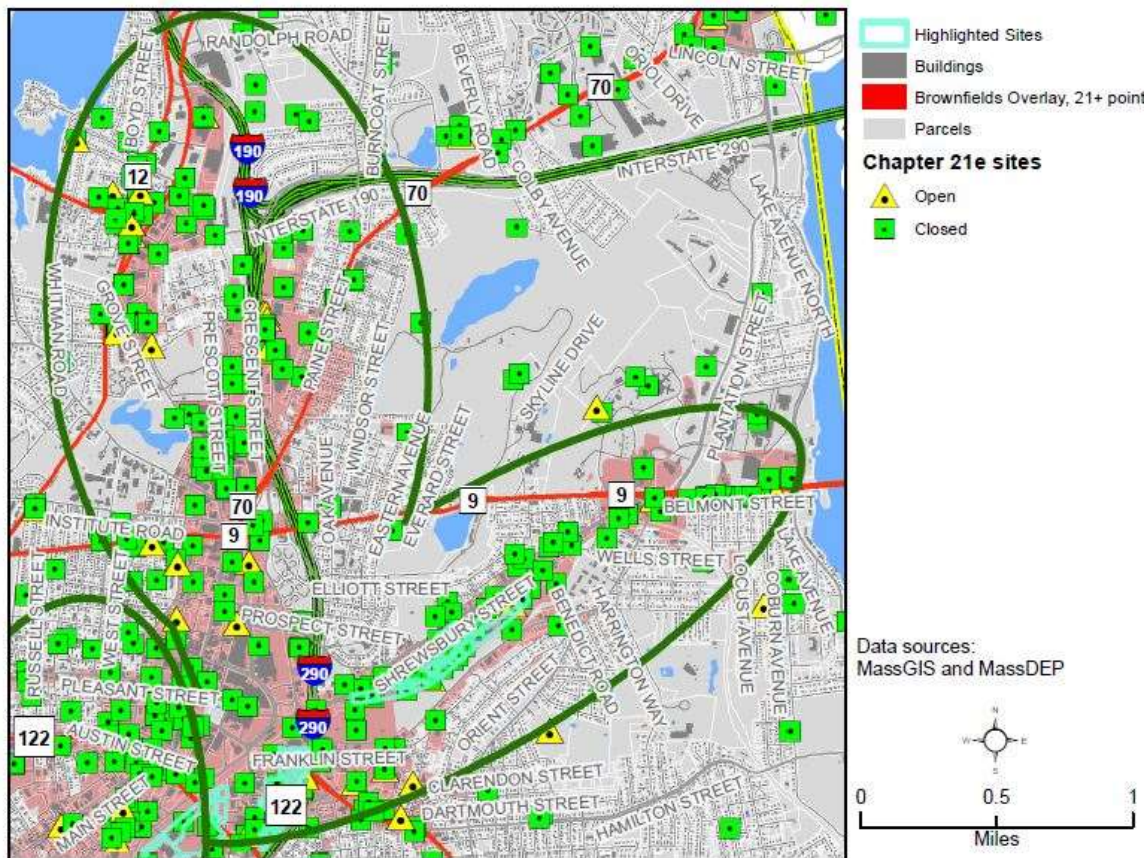 RANDOLPH ROAD
BURNCOAT STREET
BEVERLY ROAD
ORIOL DRIVE
LINCOLN STREET
BOYD STREET
70
190
12
190
COLBY AVENUE
INTERSTATE 290
70
INTERSTATE 190
LAKE AVENUE NORTH
WHITMAN ROAD
GROVE STREET
PRESCOTT STREET
CRESCENT STREET
PAINE STREET
WINDSOR STREET
SKYLINE DRIVE
PLANTATION STREET
OAK AVENUE
EASTERN AVENUE
EVERARD STREET
70
9
9
9
INSTITUTE ROAD
BELMONT STREET
RUSSELL STREET
WEST STREET
ELLIOTT STREET
WELLS STREET
LOCUST AVENUE
COBURN AVENUE
LAKE AVENUE
PROSPECT STREET
SHREWSBURY STREET
BENEDICT ROAD
HARRINGTON WAY
290
PLEASANT STREET
290
ORIENT STREET
122
AUSTIN STREET
FRANKLIN STREET
CLARENDON STREET
122
DARTMOUTH STREET
HAMILTON STREET
MAIN STREET
Highlighted Sites
Buildings
Brownfields Overlay, 21+ point
Parcels
Chapter 21e sites
Open
Closed
Data sources:
MassGIS and MassDEP
N
W E
S
0 0.5 1
Miles